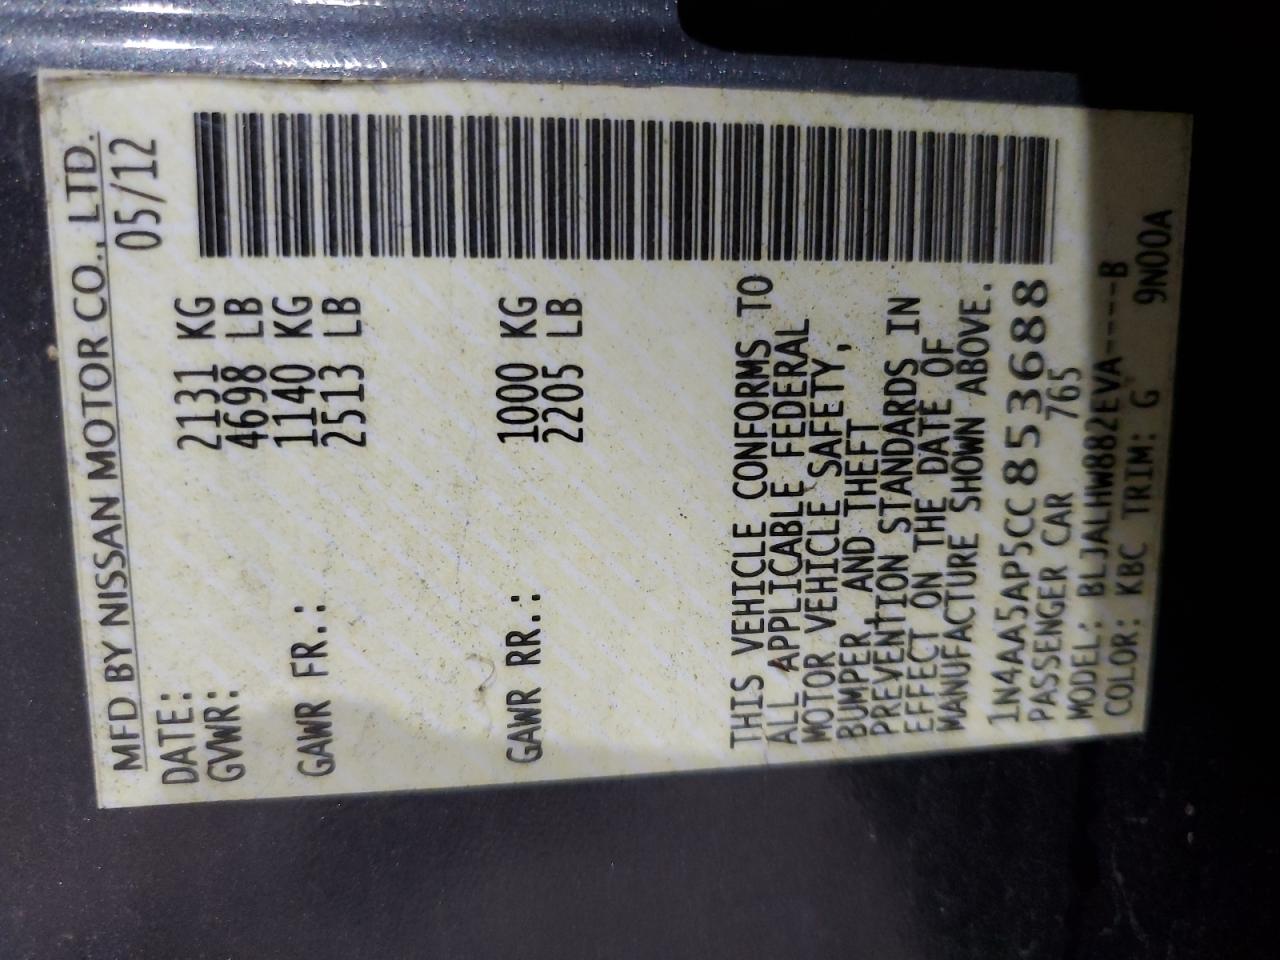 MFD BY NISSAN MOTOR CO., LTD.
DATE: 05/12
GVWR: 2131 KG
4698 LB
GAWR FR.: 1140 KG
2513 LB
GAWR RR.: 1000 KG
2205 LB
THIS VEHICLE CONFORMS TO
ALL APPLICABLE FEDERAL
MOTOR VEHICLE SAFETY,
BUMPER, AND THEFT
PREVENTION STANDARDS IN
EFFECT ON THE DATE OF
MANUFACTURE SHOWN ABOVE.
1N4AA5AP5CC853688
PASSENGER CAR 765
MODEL: BLJALHW882EVA----B
COLOR: KBC TRIM: G 9N00A